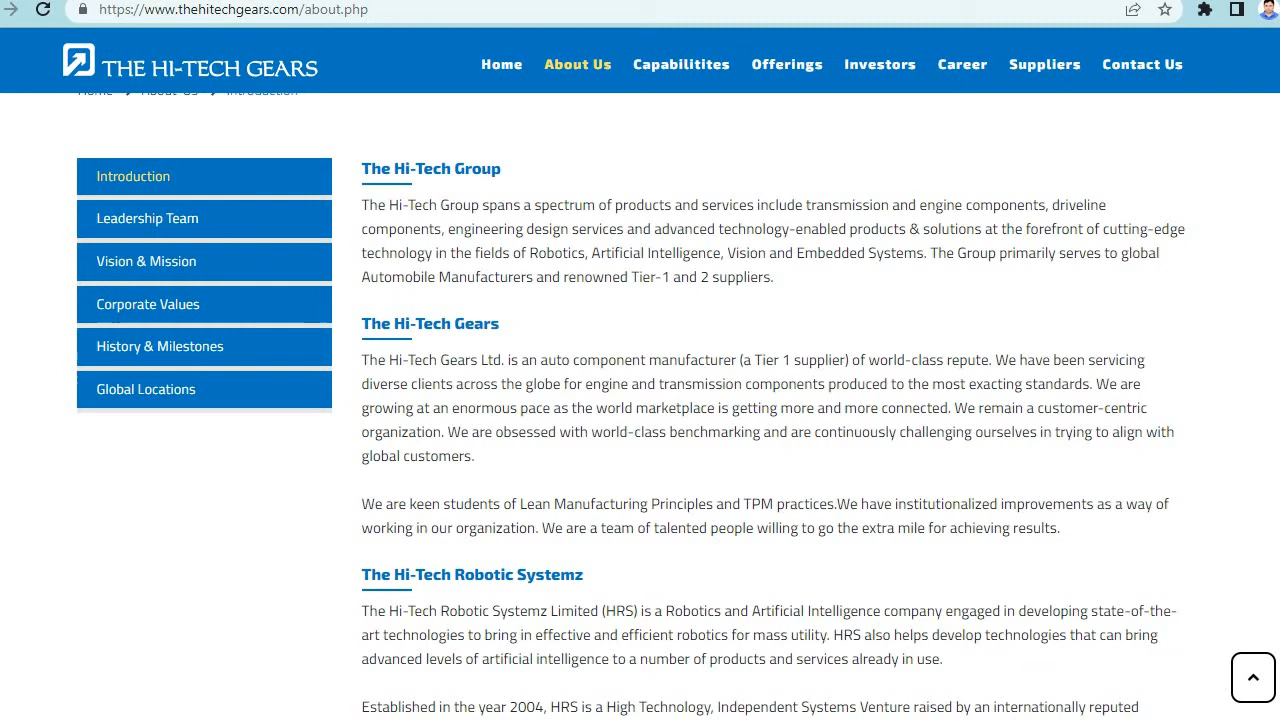 https://www.thehitechgears.com/about.php
THE HI-TECH GEARS
Home About Us Capabilitites Offerings Investors Career Suppliers Contact Us
Home About Us Introduction
Introduction
Leadership Team
Vision & Mission
Corporate Values
History & Milestones
Global Locations
The Hi-Tech Group
The Hi-Tech Group spans a spectrum of products and services include transmission and engine components, driveline
components, engineering design services and advanced technology-enabled products & solutions at the forefront of cutting-edge
technology in the fields of Robotics, Artificial Intelligence, Vision and Embedded Systems. The Group primarily serves to global
Automobile Manufacturers and renowned Tier-1 and 2 suppliers.
The Hi-Tech Gears
The Hi-Tech Gears Ltd. is an auto component manufacturer (a Tier 1 supplier) of world-class repute. We have been servicing
diverse clients across the globe for engine and transmission components produced to the most exacting standards. We are
growing at an enormous pace as the world marketplace is getting more and more connected. We remain a customer-centric
organization. We are obsessed with world-class benchmarking and are continuously challenging ourselves in trying to align with
global customers.
We are keen students of Lean Manufacturing Principles and TPM practices.We have institutionalized improvements as a way of
working in our organization. We are a team of talented people willing to go the extra mile for achieving results.
The Hi-Tech Robotic Systemz
The Hi-Tech Robotic Systemz Limited (HRS) is a Robotics and Artificial Intelligence company engaged in developing state-of-the-
art technologies to bring in effective and efficient robotics for mass utility. HRS also helps develop technologies that can bring
advanced levels of artificial intelligence to a number of products and services already in use.
Established in the year 2004, HRS is a High Technology, Independent Systems Venture raised by an internationally reputed